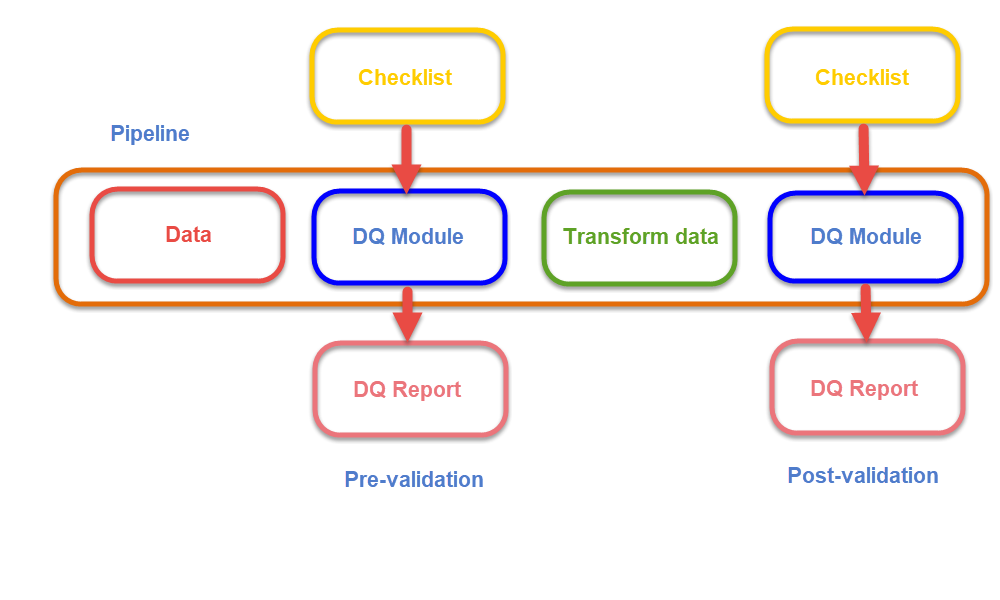 Checklist
Checklist
Pipeline
Data
DQ Module
Transform data
DQ Module
DQ Report
DQ Report
Pre-validation
Post-validation